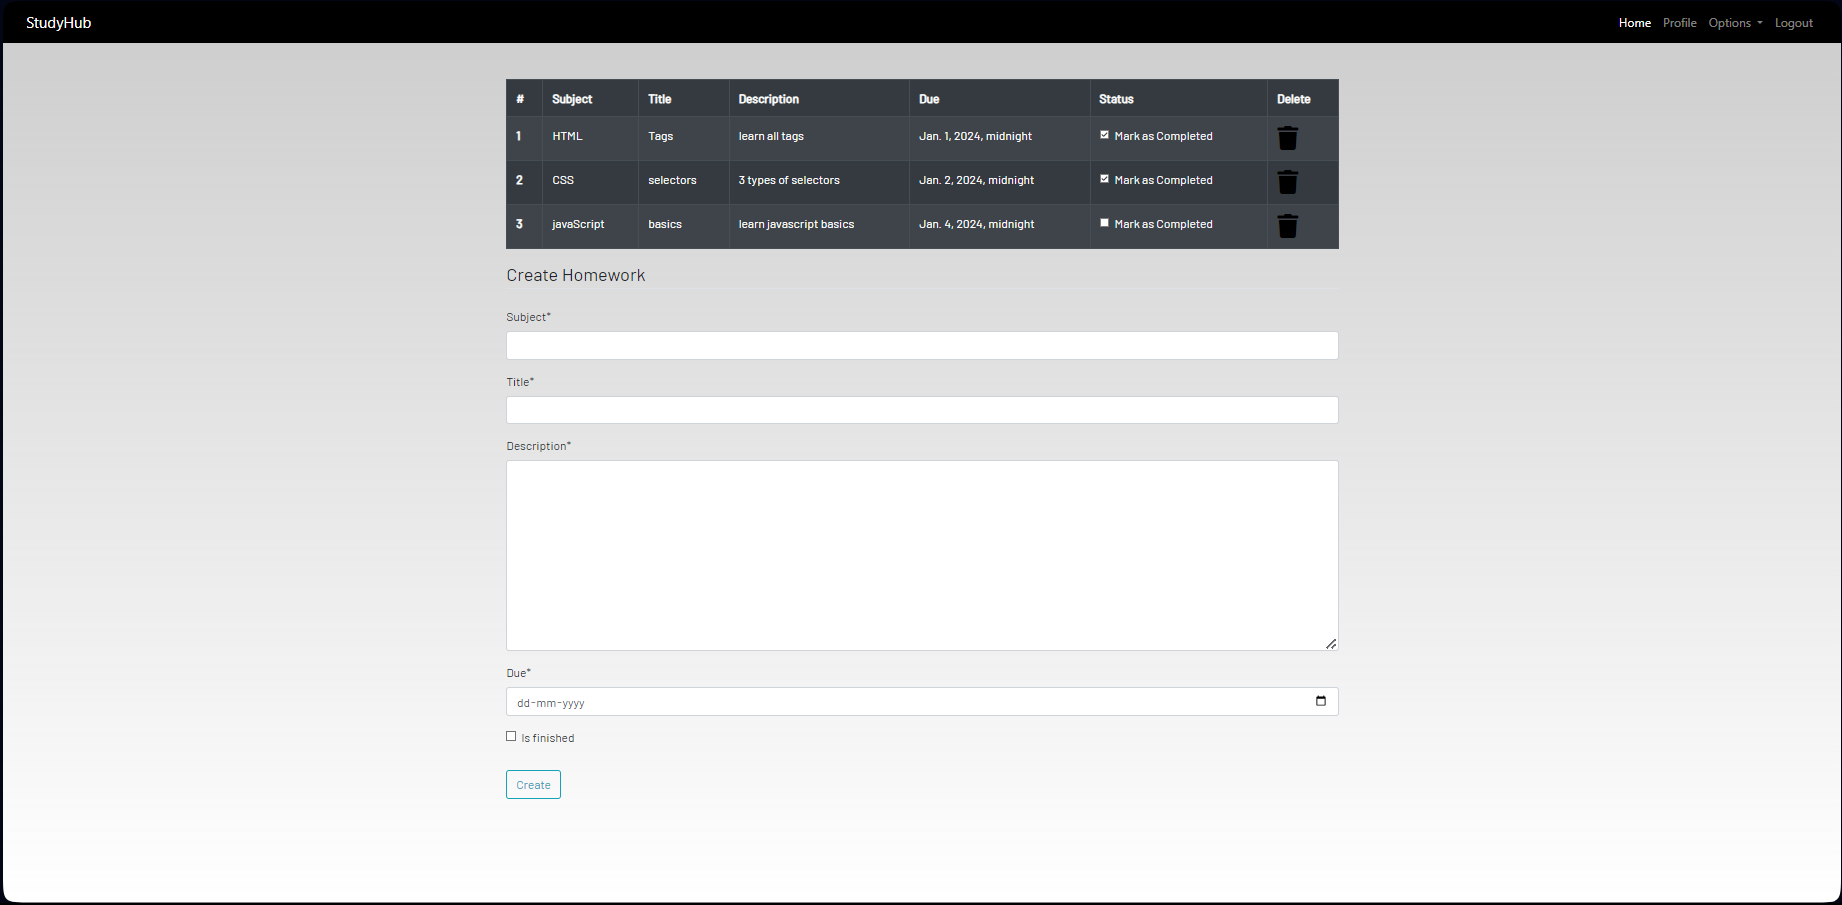 StudyHub Home Profile Options Logout
# Subject Title Description Due Status Delete
1 HTML Tags learn all tags Jan. 1, 2024, midnight Mark as Completed
2 CSS selectors 3 types of selectors Jan. 2, 2024, midnight Mark as Completed
3 javaScript basics learn javascript basics Jan. 4, 2024, midnight Mark as Completed
Create Homework
Subject*
Title*
Description*
Due*
dd-mm-yyyy
Is finished
Create